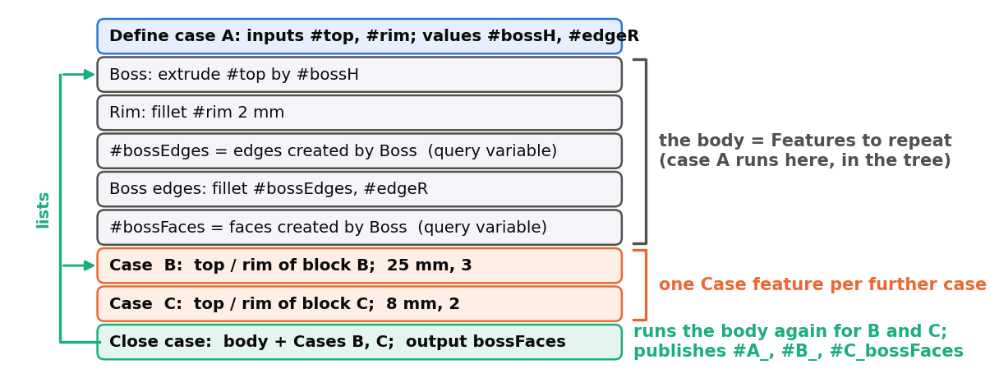 Define case A: inputs #top, #rim; values #bossH, #edgeR
Boss: extrude #top by #bossH
Rim: fillet #rim 2 mm
#bossEdges = edges created by Boss  (query variable)
Boss edges: fillet #bossEdges, #edgeR
#bossFaces = faces created by Boss  (query variable)
Case  B:  top / rim of block B;  25 mm, 3
Case  C:  top / rim of block C;  8 mm, 2
Close case:  body + Cases B, C;  output bossFaces
lists
the body = Features to repeat
(case A runs here, in the tree)
one Case feature per further case
runs the body again for B and C;
publishes #A_, #B_, #C_bossFaces